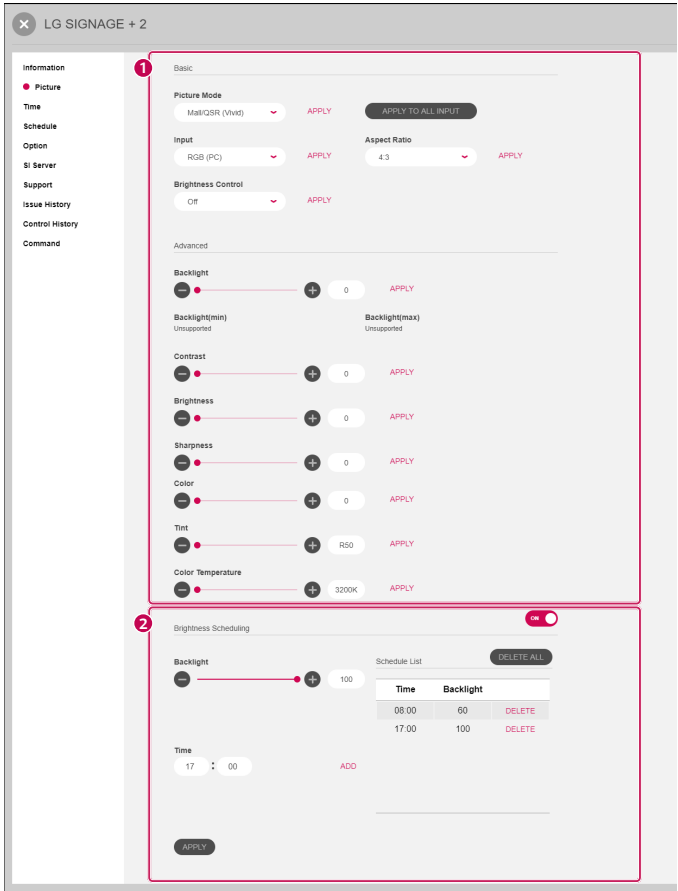 LG SIGNAGE + 2
Information
Picture
Time
Schedule
Option
SI Server
Support
Issue History
Control History
Command
1
Basic
Picture Mode
Mall/QSR (Vivid) APPLY APPLY TO ALL INPUT
Input Aspect Ratio
RGB (PC) APPLY 4:3 APPLY
Brightness Control
Off APPLY
Advanced
Backlight
0 APPLY
Backlight(min) Backlight(max)
Unsupported Unsupported
Contrast
0 APPLY
Brightness
0 APPLY
Sharpness
0 APPLY
Color
0 APPLY
Tint
R50 APPLY
Color Temperature
3200K APPLY
2
ON
Brightness Scheduling
Backlight
100
Time
17 : 00 ADD
APPLY
Schedule List DELETE ALL
Time Backlight
08:00 60 DELETE
17:00 100 DELETE